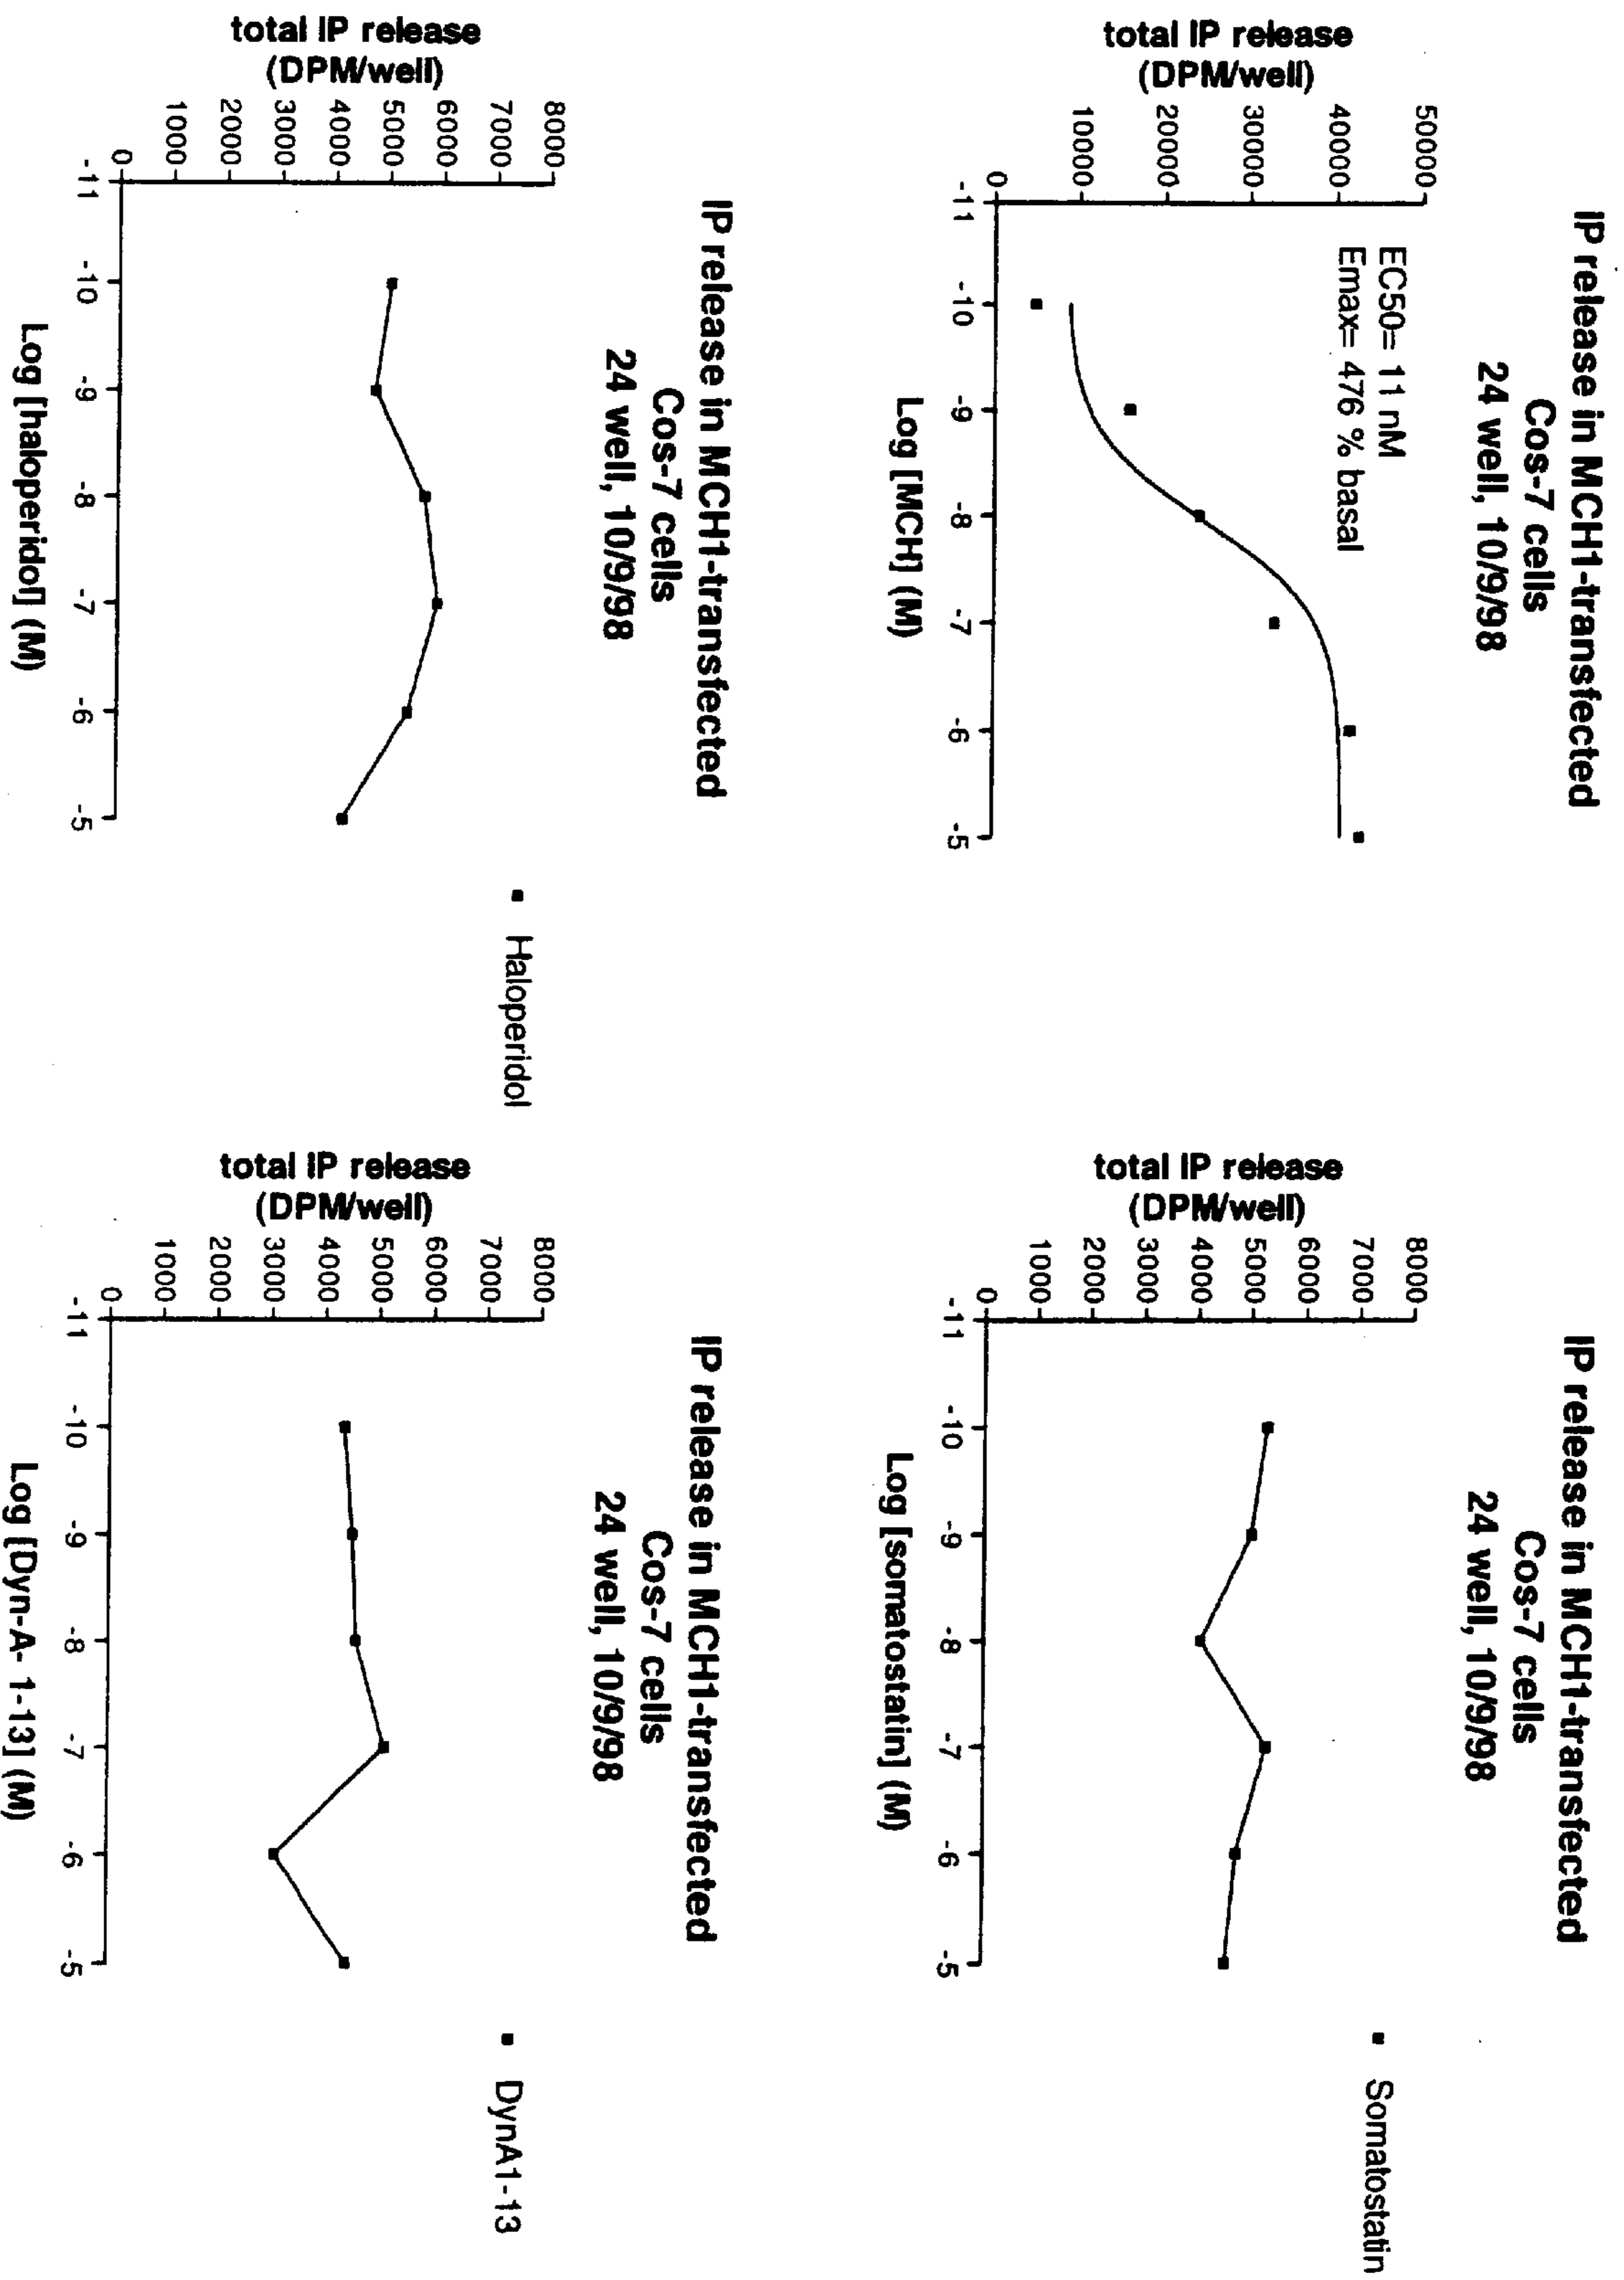 IP release in MCH1-transfected
Cos-7 cells
24 well, 10/9/98
total IP release
(DPM/well)
50000
40000
30000
20000
10000
0
EC50= 11 nM
Emax= 476 % basal
-11
-10
-9
-8
-7
-6
-5
Log [MCH] (M)
IP release in MCH1-transfected
Cos-7 cells
24 well, 10/9/98
total IP release
(DPM/well)
8000
7000
6000
5000
4000
3000
2000
1000
0
-11
-10
-9
-8
-7
-6
-5
Log [somatostatin] (M)
Somatostatin
IP release in MCH1-transfected
Cos-7 cells
24 well, 10/9/98
total IP release
(DPM/well)
8000
7000
6000
5000
4000
3000
2000
1000
0
-11
-10
-9
-8
-7
-6
-5
Log [haloperidol] (M)
Haloperidol
IP release in MCH1-transfected
Cos-7 cells
24 well, 10/9/98
total IP release
(DPM/well)
8000
7000
6000
5000
4000
3000
2000
1000
0
-11
-10
-9
-8
-7
-6
-5
Log [Dyn-A- 1-13] (M)
DynA1-13